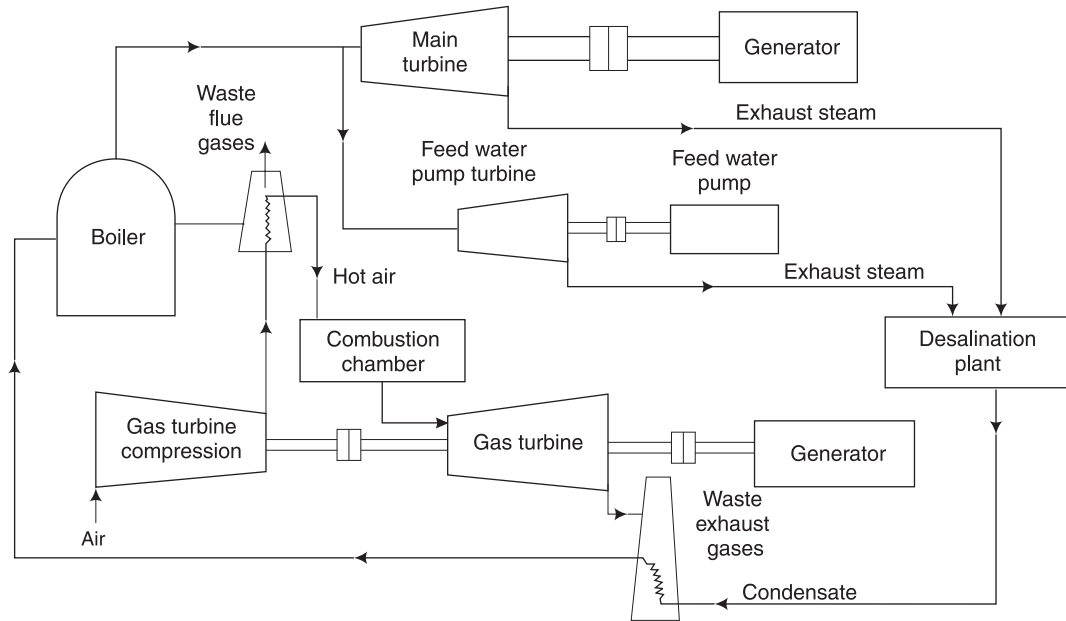 Main
turbine
Generator
Waste
flue
gases
Exhaust steam
Feed water
pump turbine
Feed water
pump
Boiler
Hot air
Exhaust steam
Combustion
chamber
Desalination
plant
Gas turbine
compression
Gas turbine
Generator
Waste
exhaust
gases
Air
Condensate